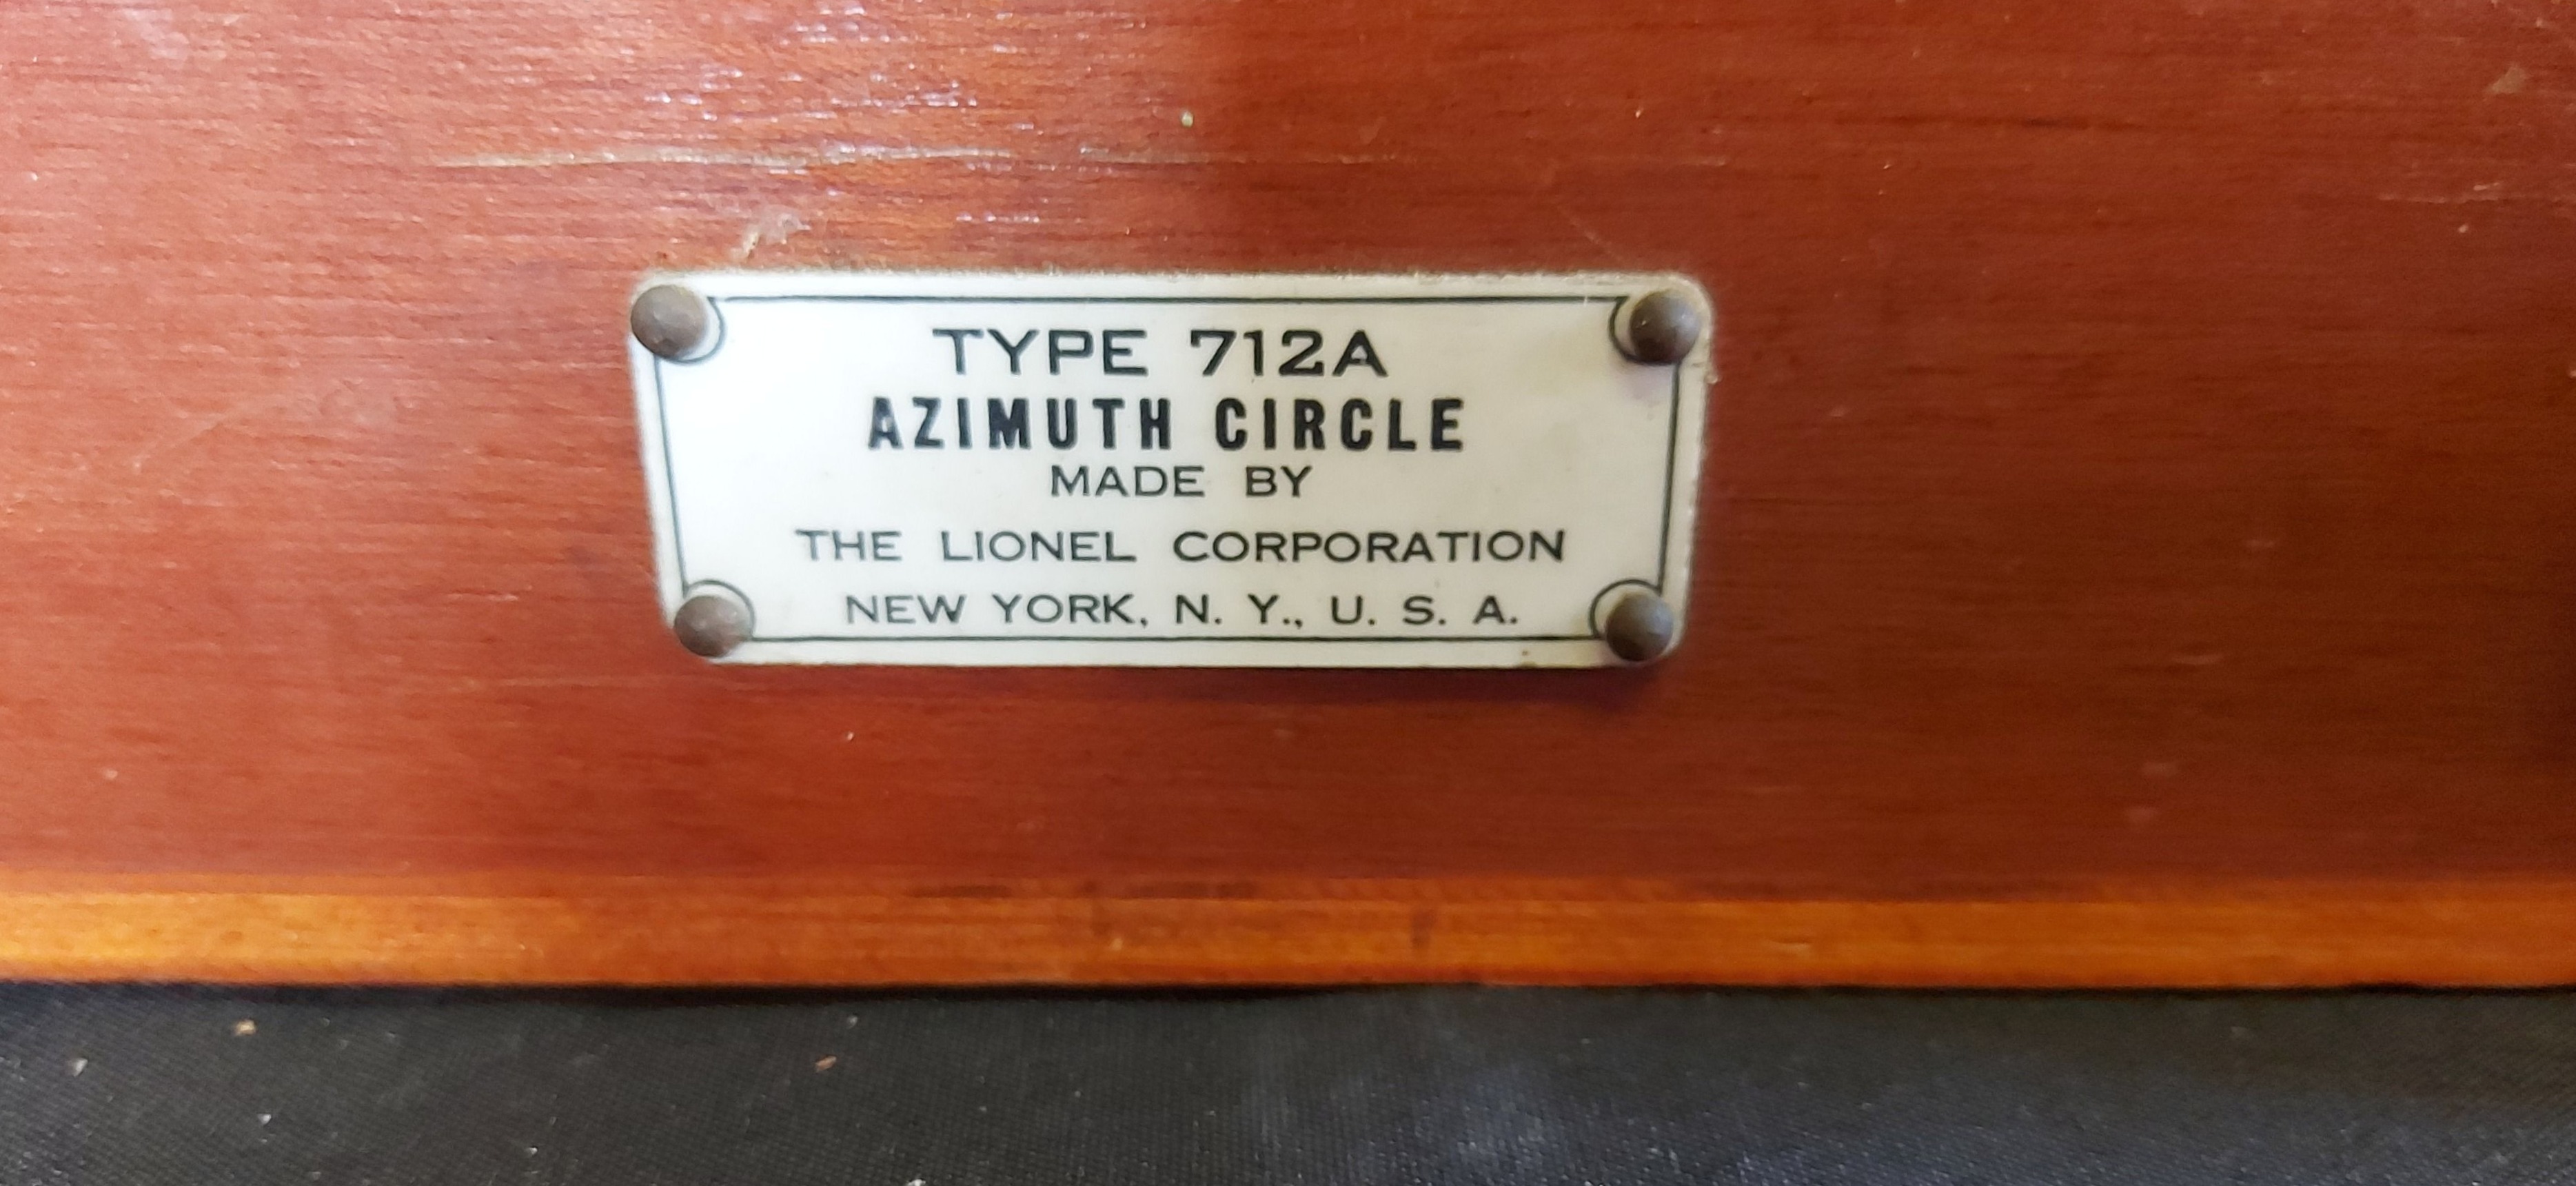 TYPE 712A
AZIMUTH CIRCLE
MADE BY
THE LIONEL CORPORATION
NEW YORK, N. Y., U. S. A.